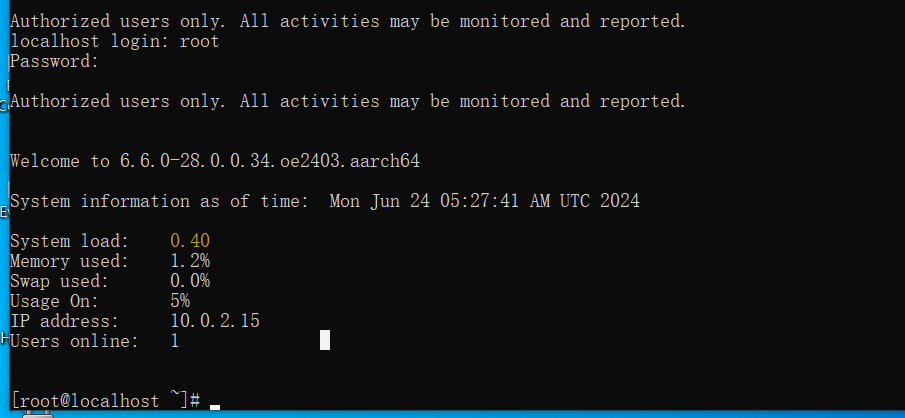 Authorized users only. All activities may be monitored and reported.
localhost login: root
Password:
Authorized users only. All activities may be monitored and reported.
Welcome to 6.6.0-28.0.0.34.oe2403.aarch64
System information as of time:  Mon Jun 24 05:27:41 AM UTC 2024
System load:    0.40
Memory used:    1.2%
Swap used:      0.0%
Usage On:       5%
IP address:     10.0.2.15
Users online:   1
[root@localhost ~]#